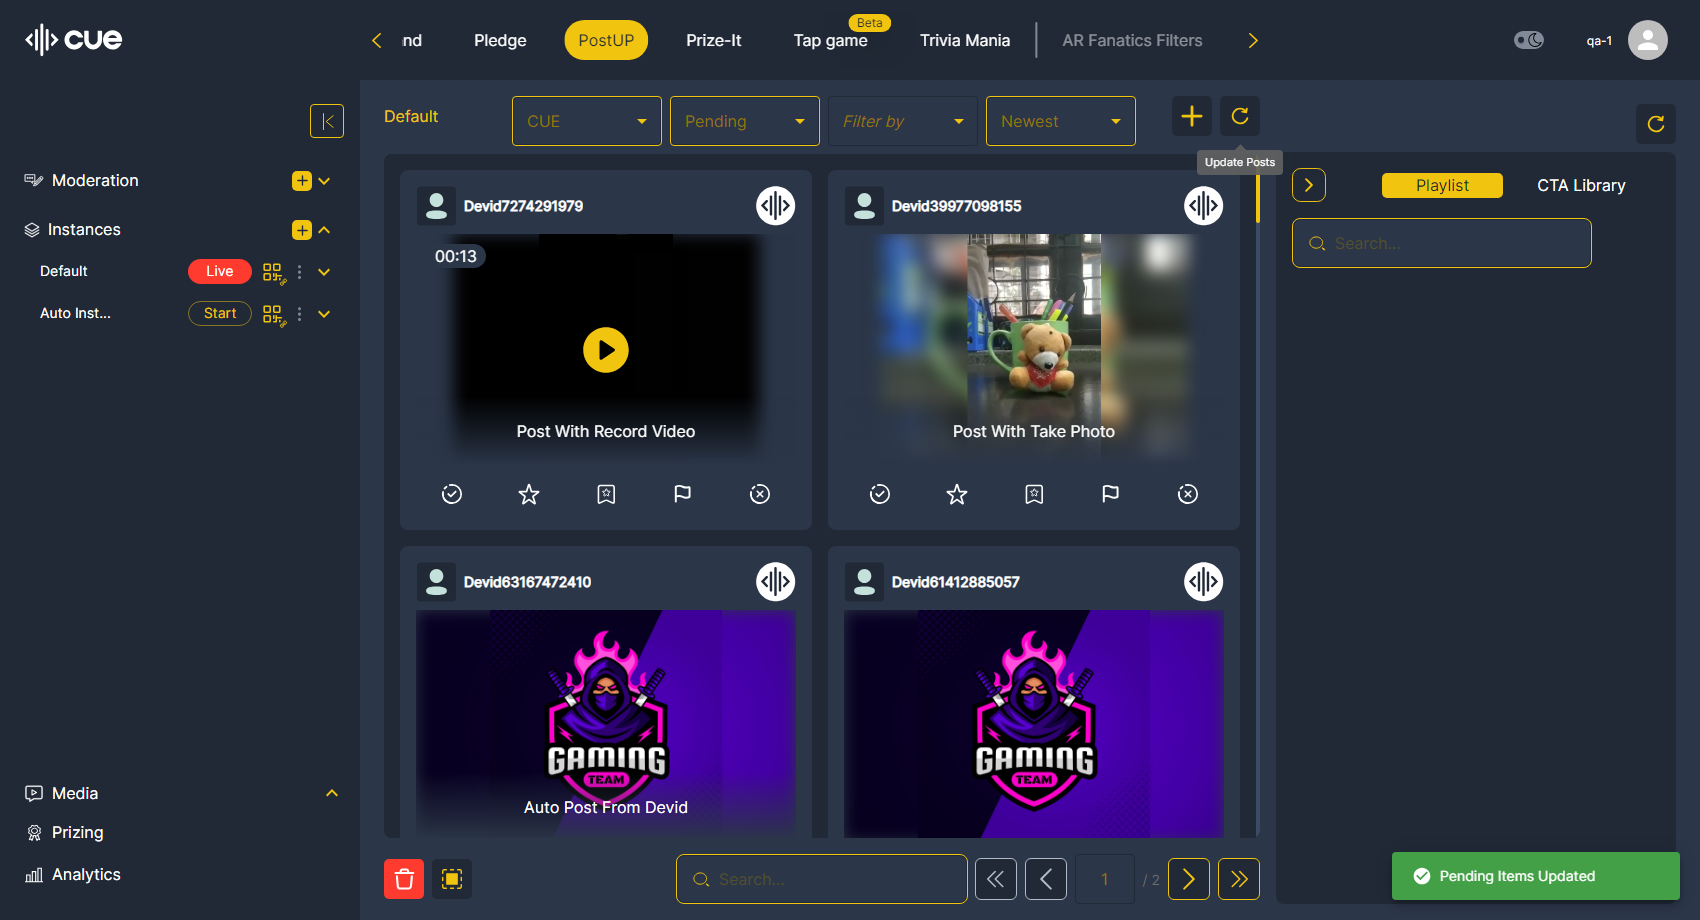 cue
nd
Pledge
PostUP
Prize-It
Beta
Tap game
Trivia Mania
AR Fanatics Filters
qa-1
Default
CUE
Pending
Filter by
Newest
Update Posts
Moderation
Instances
Default
Live
Auto Inst...
Start
Devid7274291979
00:13
Post With Record Video
Devid39977098155
Post With Take Photo
Devid63167472410
GAMING
TEAM
Auto Post From Devid
Devid61412885057
GAMING
TEAM
Playlist
CTA Library
Search...
Media
Prizing
Analytics
Search...
1
/ 2
Pending Items Updated